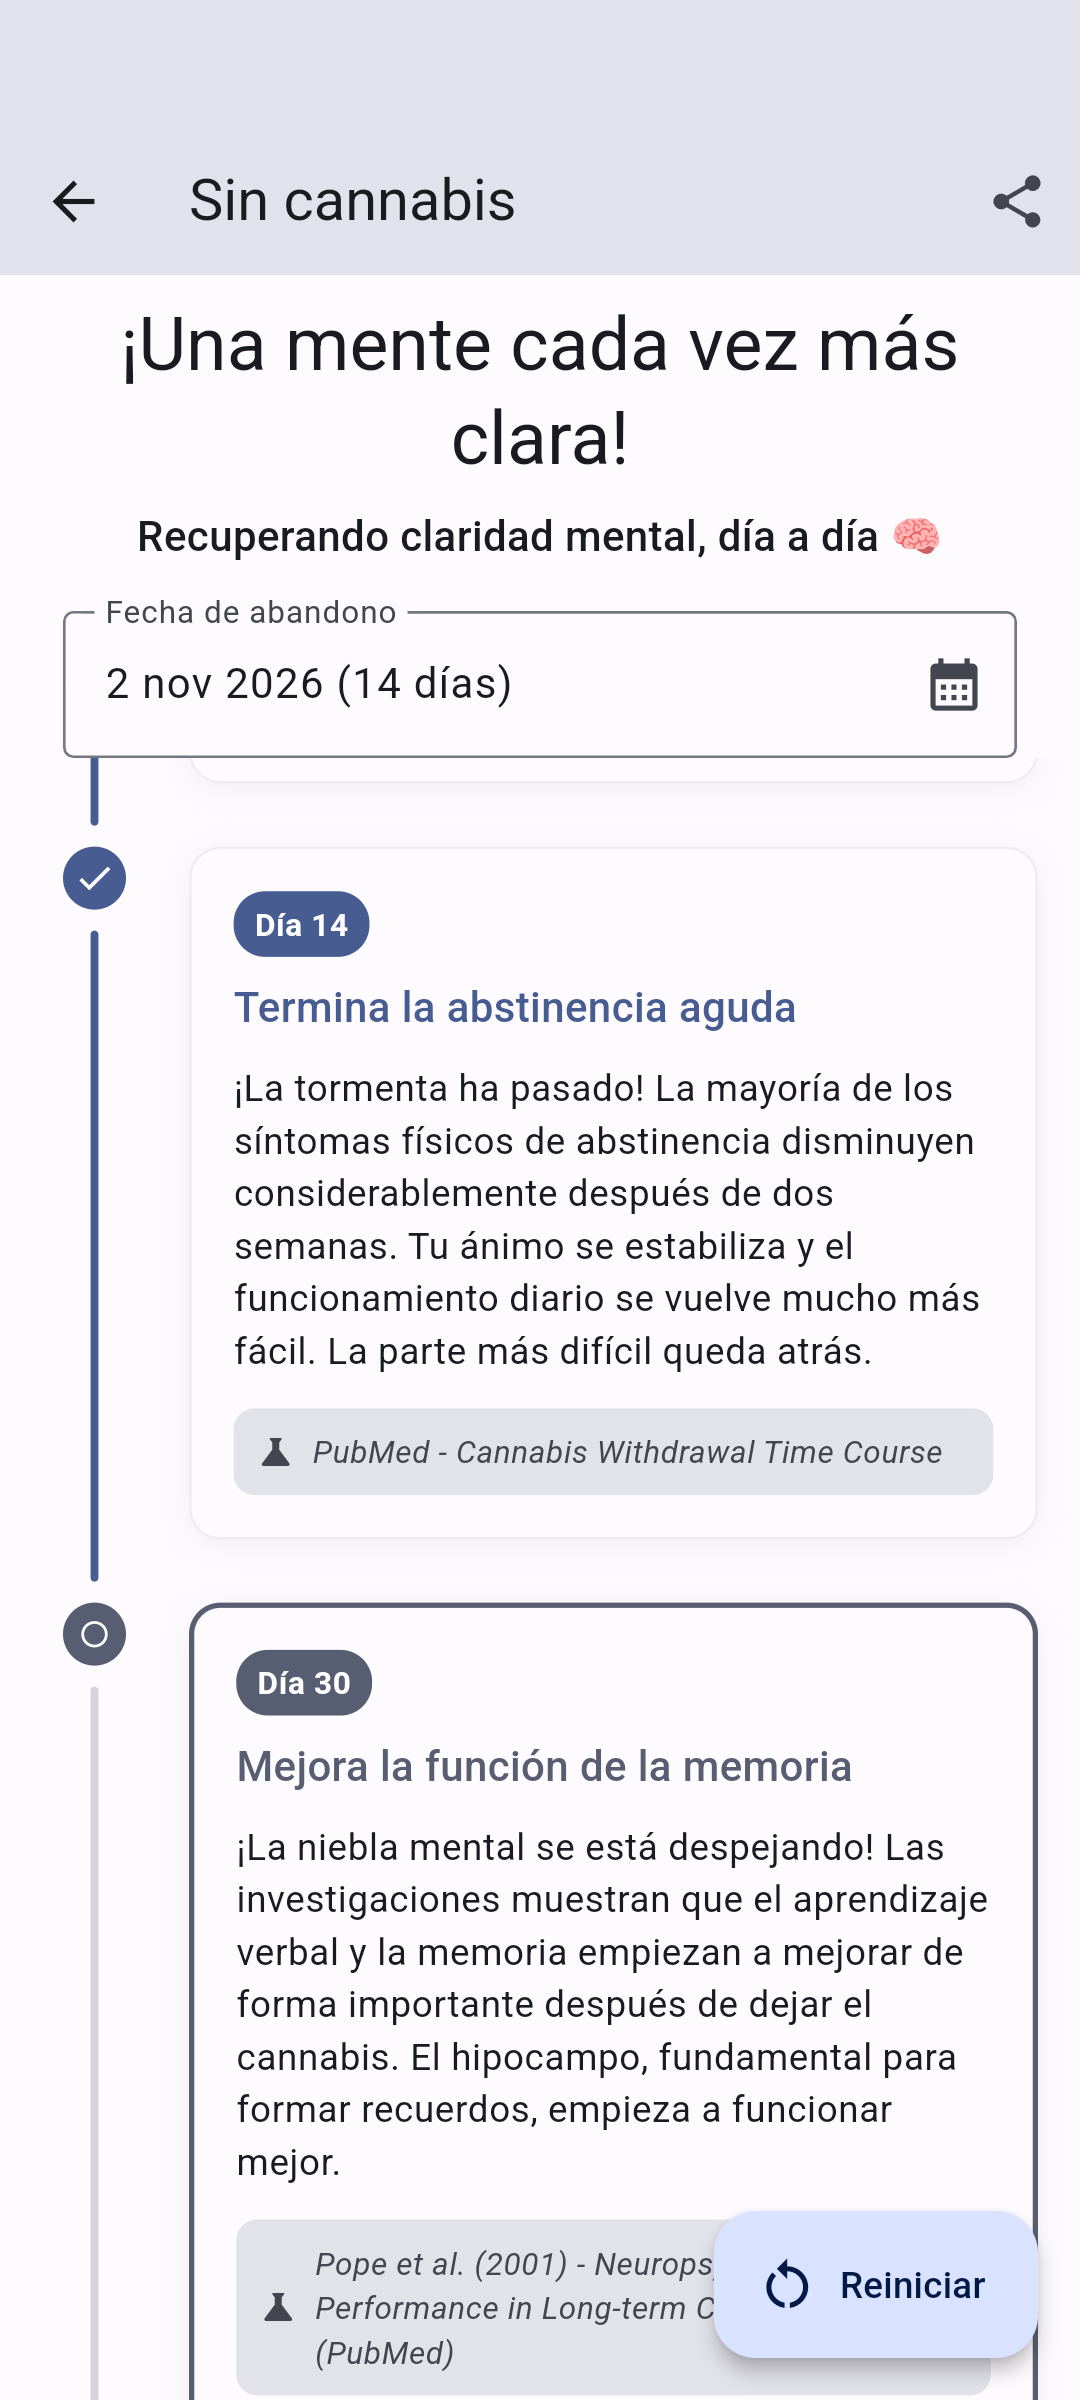 Sin cannabis
¡Una mente cada vez más
clara!
Recuperando claridad mental, día a día
Fecha de abandono
2 nov 2026 (14 días)
Día 14
Termina la abstinencia aguda
¡La tormenta ha pasado! La mayoría de los
síntomas físicos de abstinencia disminuyen
considerablemente después de dos
semanas. Tu ánimo se estabiliza y el
funcionamiento diario se vuelve mucho más
fácil. La parte más difícil queda atrás.
PubMed - Cannabis Withdrawal Time Course
Día 30
Mejora la función de la memoria
¡La niebla mental se está despejando! Las
investigaciones muestran que el aprendizaje
verbal y la memoria empiezan a mejorar de
forma importante después de dejar el
cannabis. El hipocampo, fundamental para
formar recuerdos, empieza a funcionar
mejor.
Pope et al. (2001) -
Performance in Long-term
(PubMed)
Reiniciar